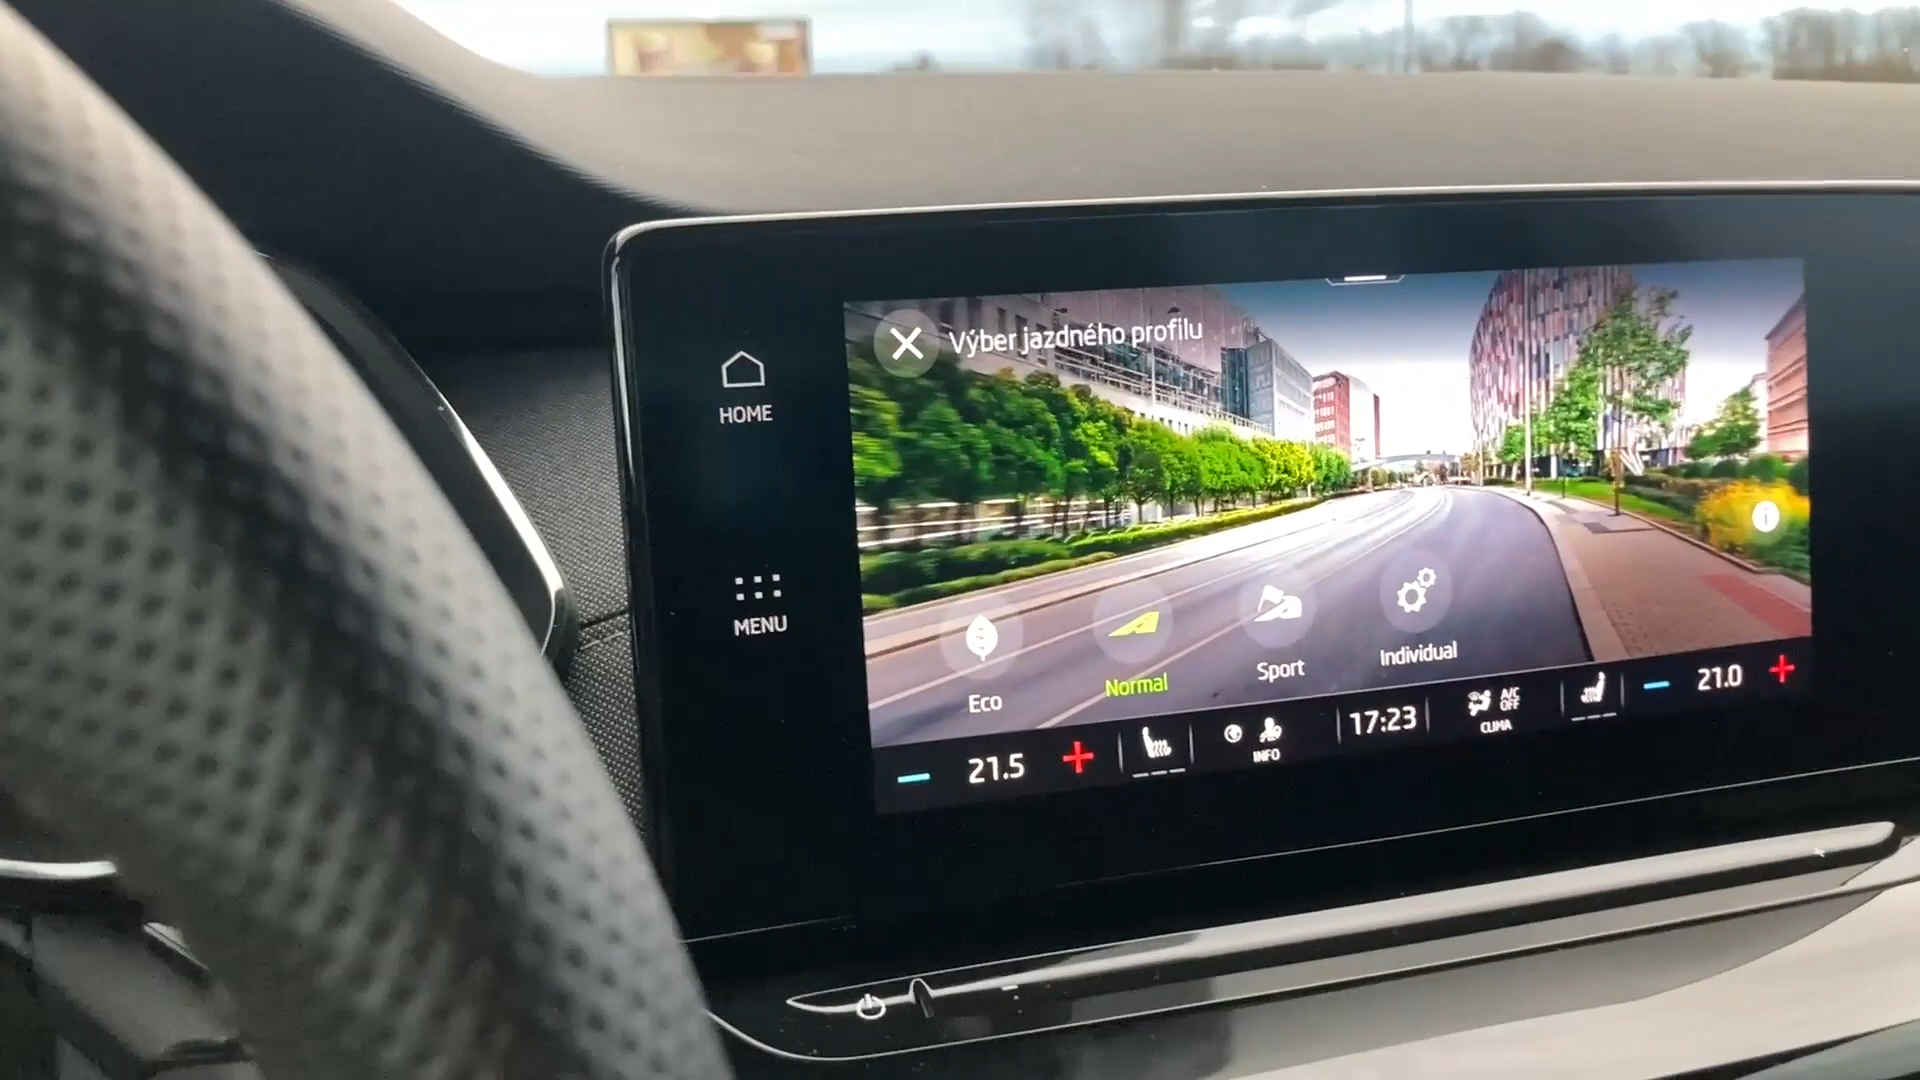 Výber jazdného profilu
HOME
MENU
Eco
Normal
Sport
Individual
21.5
INFO
17:23
A/C
OFF
CLIMA
21.0